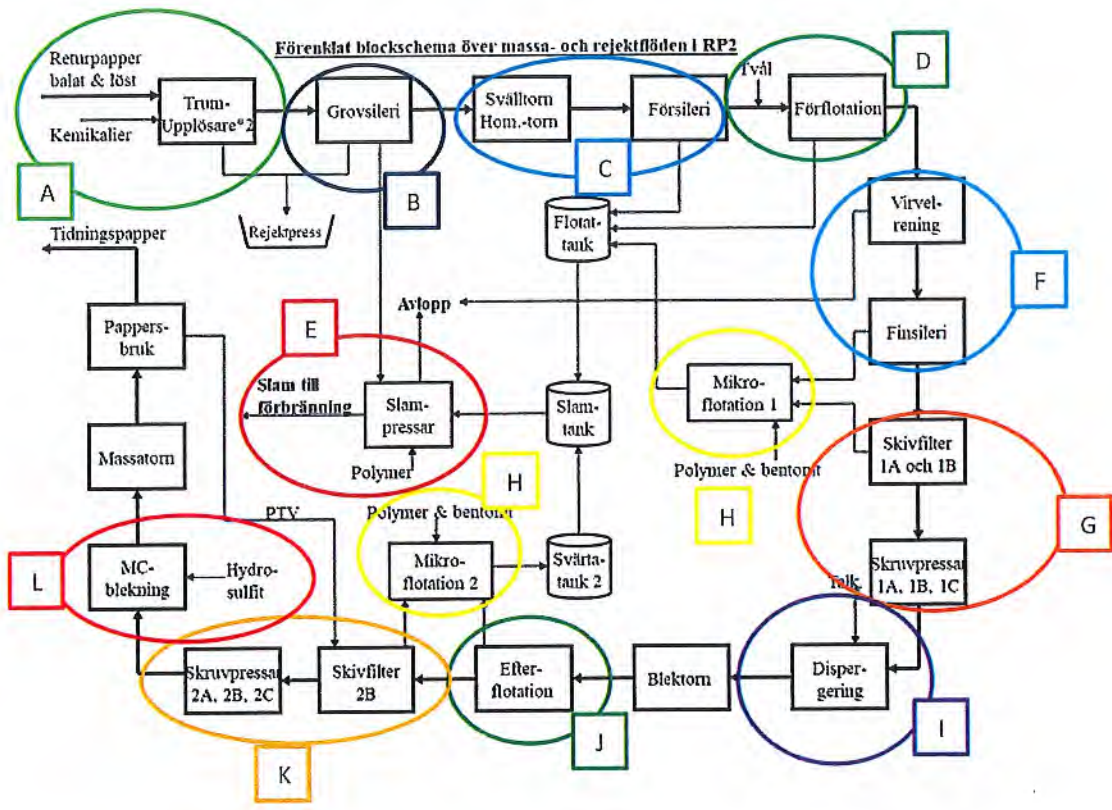 Förenklat blockschema över massa- och rejektflöden i RP2
Returpapper
balat & löst
Kemikalier
Trum-
Upplösare*2
A
Grovsileri
B
Rejektpress
Svälltorn
Hom.-torn
Försileri
C
Tvål
Förflotation
D
Virvel-
rening
Finsileri
F
Flotat-
tank
Tidningspapper
Pappers-
bruk
Massatorn
Avlopp
E
Slam till
förbränning
Slam-
pressar
Polymer
Slam-
tank
Mikro-
flotation 1
Polymer & bentonit
H
Skivfilter
1A och 1B
Skruvpressar
1A, 1B, 1C
G
H
Polymer & bentonit
Mikro-
flotation 2
Svärta-
tank 2
PTV
L
MC-
blekning
Hydro-
sulfit
Skruvpressar
2A, 2B, 2C
Skivfilter
2B
K
Efter-
flotation
J
Blektorn
Talk
Disper-
gering
I